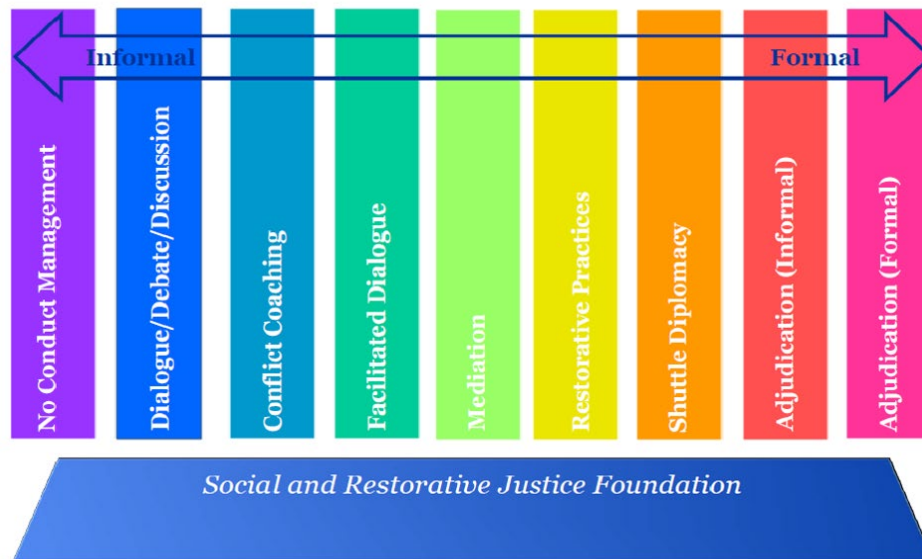 Informal
Formal
No Conduct Management
Dialogue/Debate/Discussion
Conflict Coaching
Facilitated Dialogue
Mediation
Restorative Practices
Shuttle Diplomacy
Adjudication (Informal)
Adjudication (Formal)
Social and Restorative Justice Foundation